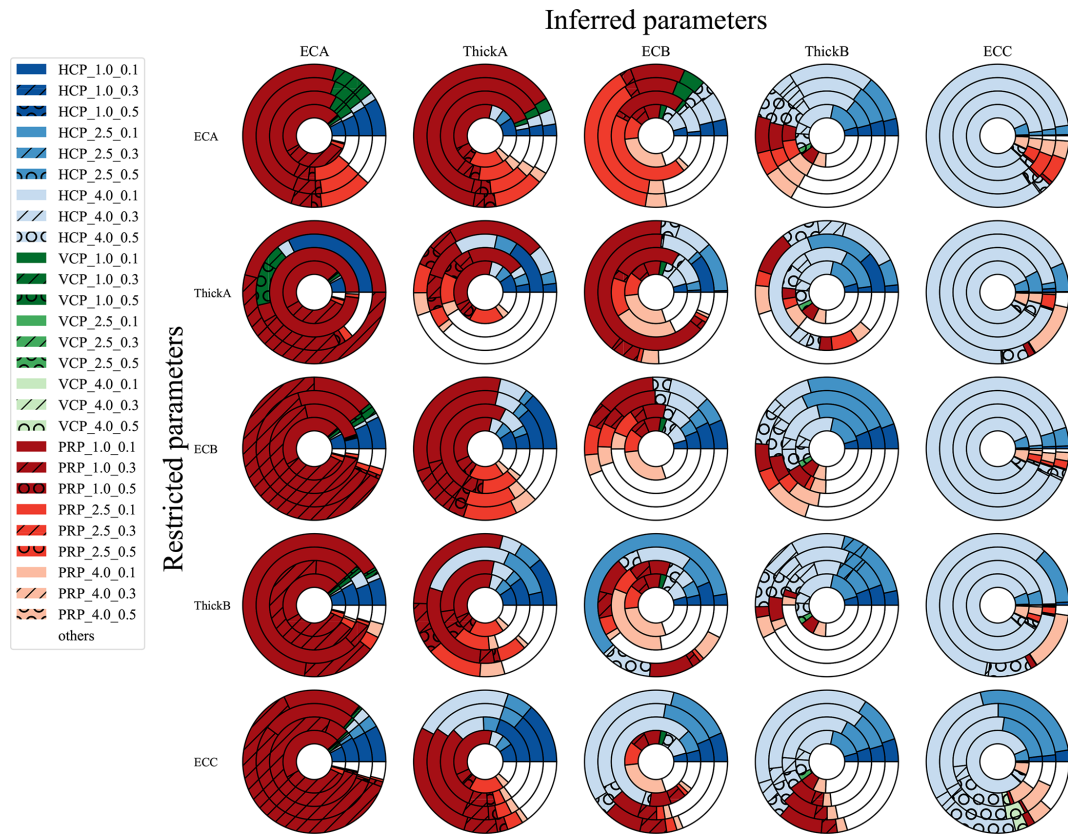 Inferred parameters
ECA
ThickA
ECB
ThickB
ECC
HCP_1.0_0.1
HCP_1.0_0.3
HCP_1.0_0.5
HCP_2.5_0.1
HCP_2.5_0.3
HCP_2.5_0.5
HCP_4.0_0.1
HCP_4.0_0.3
HCP_4.0_0.5
VCP_1.0_0.1
VCP_1.0_0.3
VCP_1.0_0.5
VCP_2.5_0.1
VCP_2.5_0.3
VCP_2.5_0.5
VCP_4.0_0.1
VCP_4.0_0.3
VCP_4.0_0.5
PRP_1.0_0.1
PRP_1.0_0.3
PRP_1.0_0.5
PRP_2.5_0.1
PRP_2.5_0.3
PRP_2.5_0.5
PRP_4.0_0.1
PRP_4.0_0.3
PRP_4.0_0.5
others
Restricted parameters
ECA
ThickA
ECB
ThickB
ECC